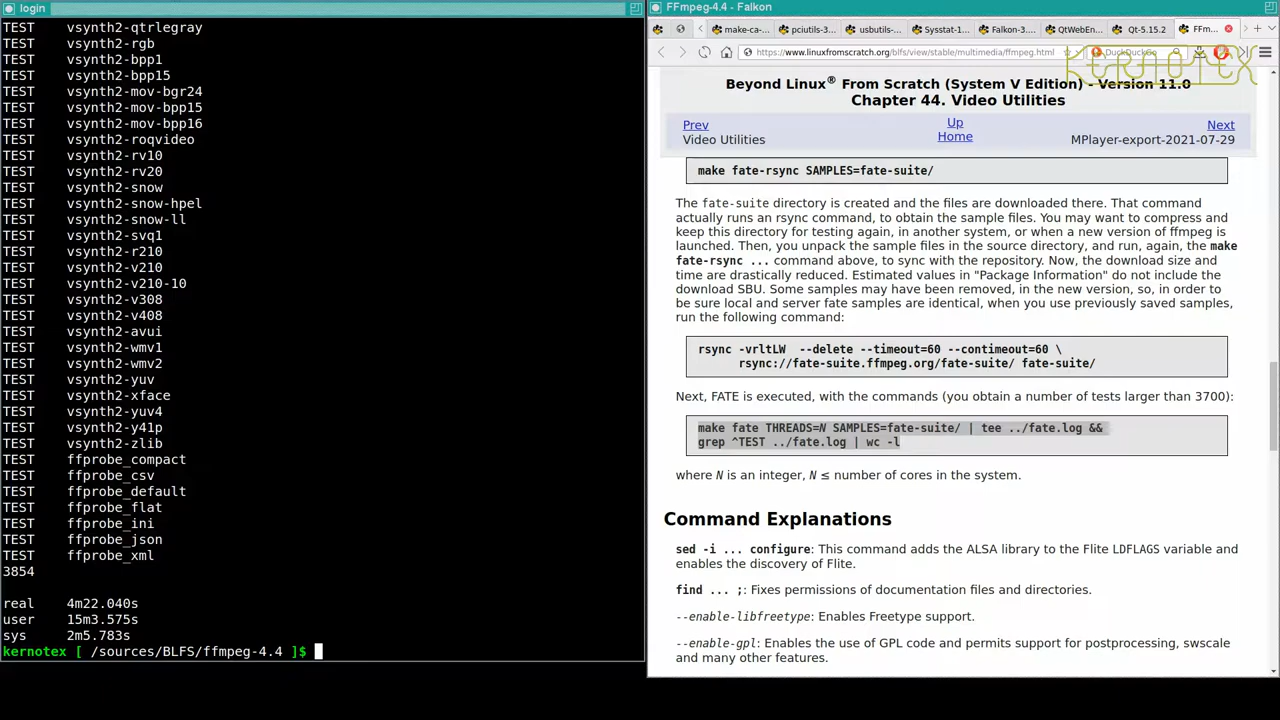 login
TEST vsynth2-qtrlegray
TEST vsynth2-rgb
TEST vsynth2-bpp1
TEST vsynth2-bpp15
TEST vsynth2-mov-bgr24
TEST vsynth2-mov-bpp15
TEST vsynth2-mov-bpp16
TEST vsynth2-roqvideo
TEST vsynth2-rv10
TEST vsynth2-rv20
TEST vsynth2-snow
TEST vsynth2-snow-hpel
TEST vsynth2-snow-ll
TEST vsynth2-svq1
TEST vsynth2-r210
TEST vsynth2-v210
TEST vsynth2-v210-10
TEST vsynth2-v308
TEST vsynth2-v408
TEST vsynth2-avui
TEST vsynth2-wmv1
TEST vsynth2-wmv2
TEST vsynth2-yuv
TEST vsynth2-xface
TEST vsynth2-yuv4
TEST vsynth2-y41p
TEST vsynth2-zlib
TEST ffprobe_compact
TEST ffprobe_csv
TEST ffprobe_default
TEST ffprobe_flat
TEST ffprobe_ini
TEST ffprobe_json
TEST ffprobe_xml
3854
real 4m22.040s
user 15m3.575s
sys 2m5.783s
kernotex [ /sources/BLFS/ffmpeg-4.4 ]$
FFmpeg-4.4 - Falkon
make-ca-... pciutils-3... usbutils-... Sysstat-1... Falkon-3... QtWebEn... Qt-5.15.2 FFm...
https://www.linuxfromscratch.org/blfs/view/stable/multimedia/ffmpeg.html DuckDuckGo
KERNOTEX
Beyond Linux® From Scratch (System V Edition) - Version 11.0
Chapter 44. Video Utilities
Prev Up Next
Video Utilities Home MPlayer-export-2021-07-29
make fate-rsync SAMPLES=fate-suite/
The fate-suite directory is created and the files are downloaded there. That command
actually runs an rsync command, to obtain the sample files. You may want to compress and
keep this directory for testing again, in another system, or when a new version of ffmpeg is
launched. Then, you unpack the sample files in the source directory, and run, again, the make
fate-rsync ... command above, to sync with the repository. Now, the download size and
time are drastically reduced. Estimated values in "Package Information" do not include the
download SBU. Some samples may have been removed, in the new version, so, in order to
be sure local and server fate samples are identical, when you use previously saved samples,
run the following command:
rsync -vrltLW --delete --timeout=60 --contimeout=60 \
rsync://fate-suite.ffmpeg.org/fate-suite/ fate-suite/
Next, FATE is executed, with the commands (you obtain a number of tests larger than 3700):
make fate THREADS=N SAMPLES=fate-suite/ | tee ../fate.log &&
grep ^TEST ../fate.log | wc -l
where N is an integer, N ≤ number of cores in the system.
Command Explanations
sed -i ... configure: This command adds the ALSA library to the Flite LDFLAGS variable and
enables the discovery of Flite.
find ... ;: Fixes permissions of documentation files and directories.
--enable-libfreetype: Enables Freetype support.
--enable-gpl: Enables the use of GPL code and permits support for postprocessing, swscale
and many other features.